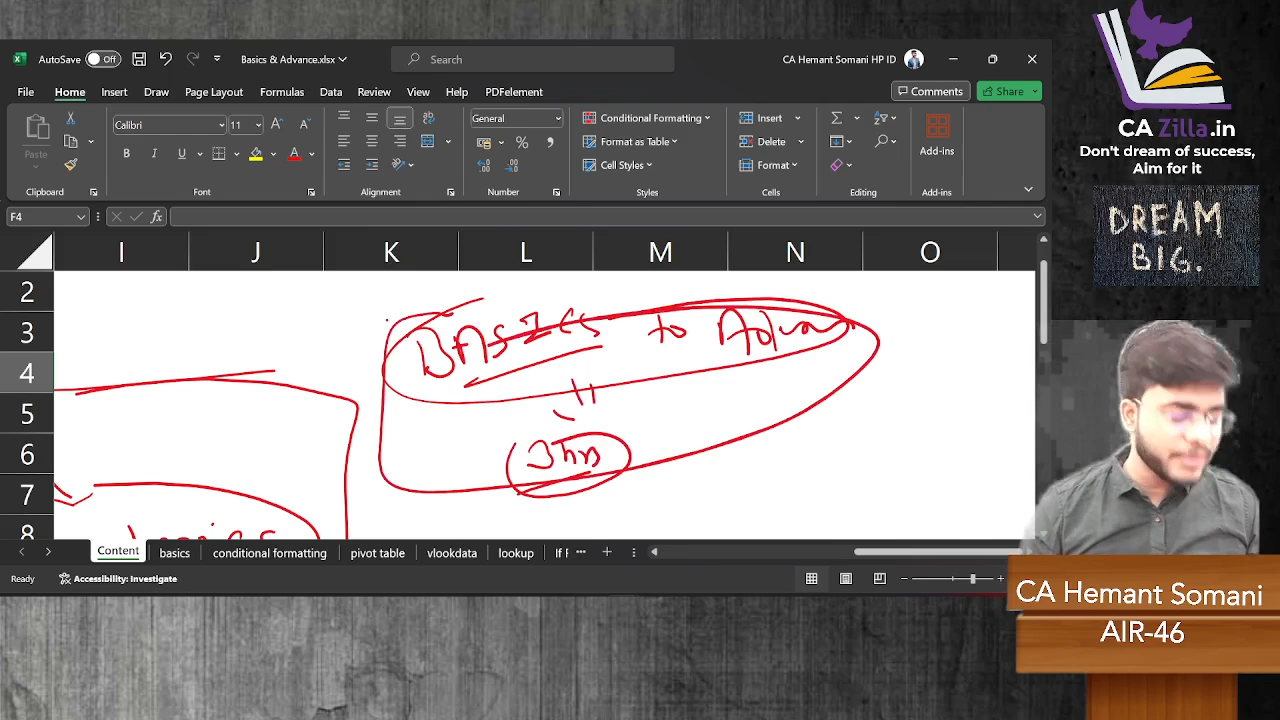 AutoSave Off Basics & Advance.xlsx Search CA Hemant Somani HP ID
File Home Insert Draw Page Layout Formulas Data Review View Help PDFelement Comments Share
Paste Calibri 11 General Conditional Formatting Insert
B I U A % Format as Table Delete Add-ins
Cell Styles Format
Clipboard Font Alignment Number Styles Cells Editing Add-ins
F4 fx
I J K L M N O
2
3 BASICS to Advan
4
5
6 3hrs
7
8
Content basics conditional formatting pivot table vlookdata lookup If F
Ready Accessibility: Investigate
CA Zilla.in
Don't dream of success,
Aim for it
DREAM
BIG.
CA Hemant Somani
AIR-46